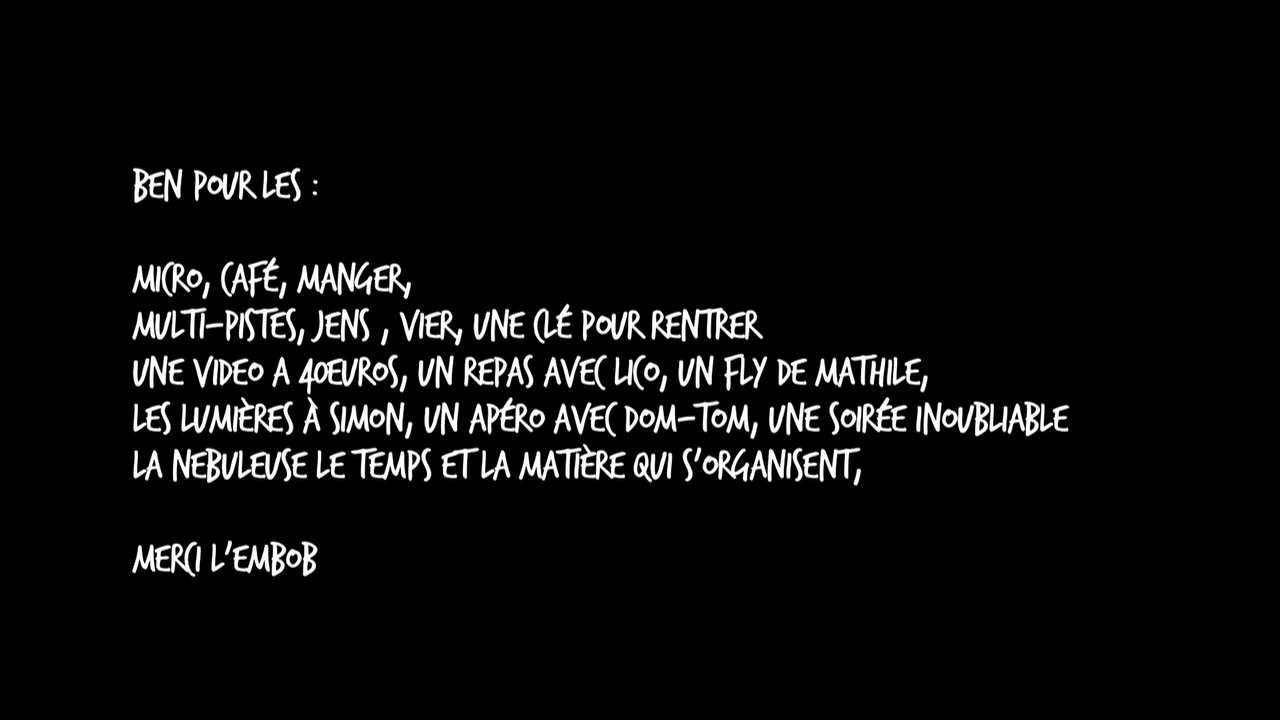 BEN POUR LES :
MICRO, CAFÉ, MANGER,
MULTI-PISTES, JENS , VIER, UNE CLÉ POUR RENTRER
UNE VIDEO A 40EUROS, UN REPAS AVEC LICO, UN FLY DE MATHILE,
LES LUMIÈRES À SIMON, UN APÉRO AVEC DOM-TOM, UNE SOIRÉE INOUBLIABLE
LA NEBULEUSE LE TEMPS ET LA MATIÈRE QUI S'ORGANISENT,
MERCI L'EMBOB